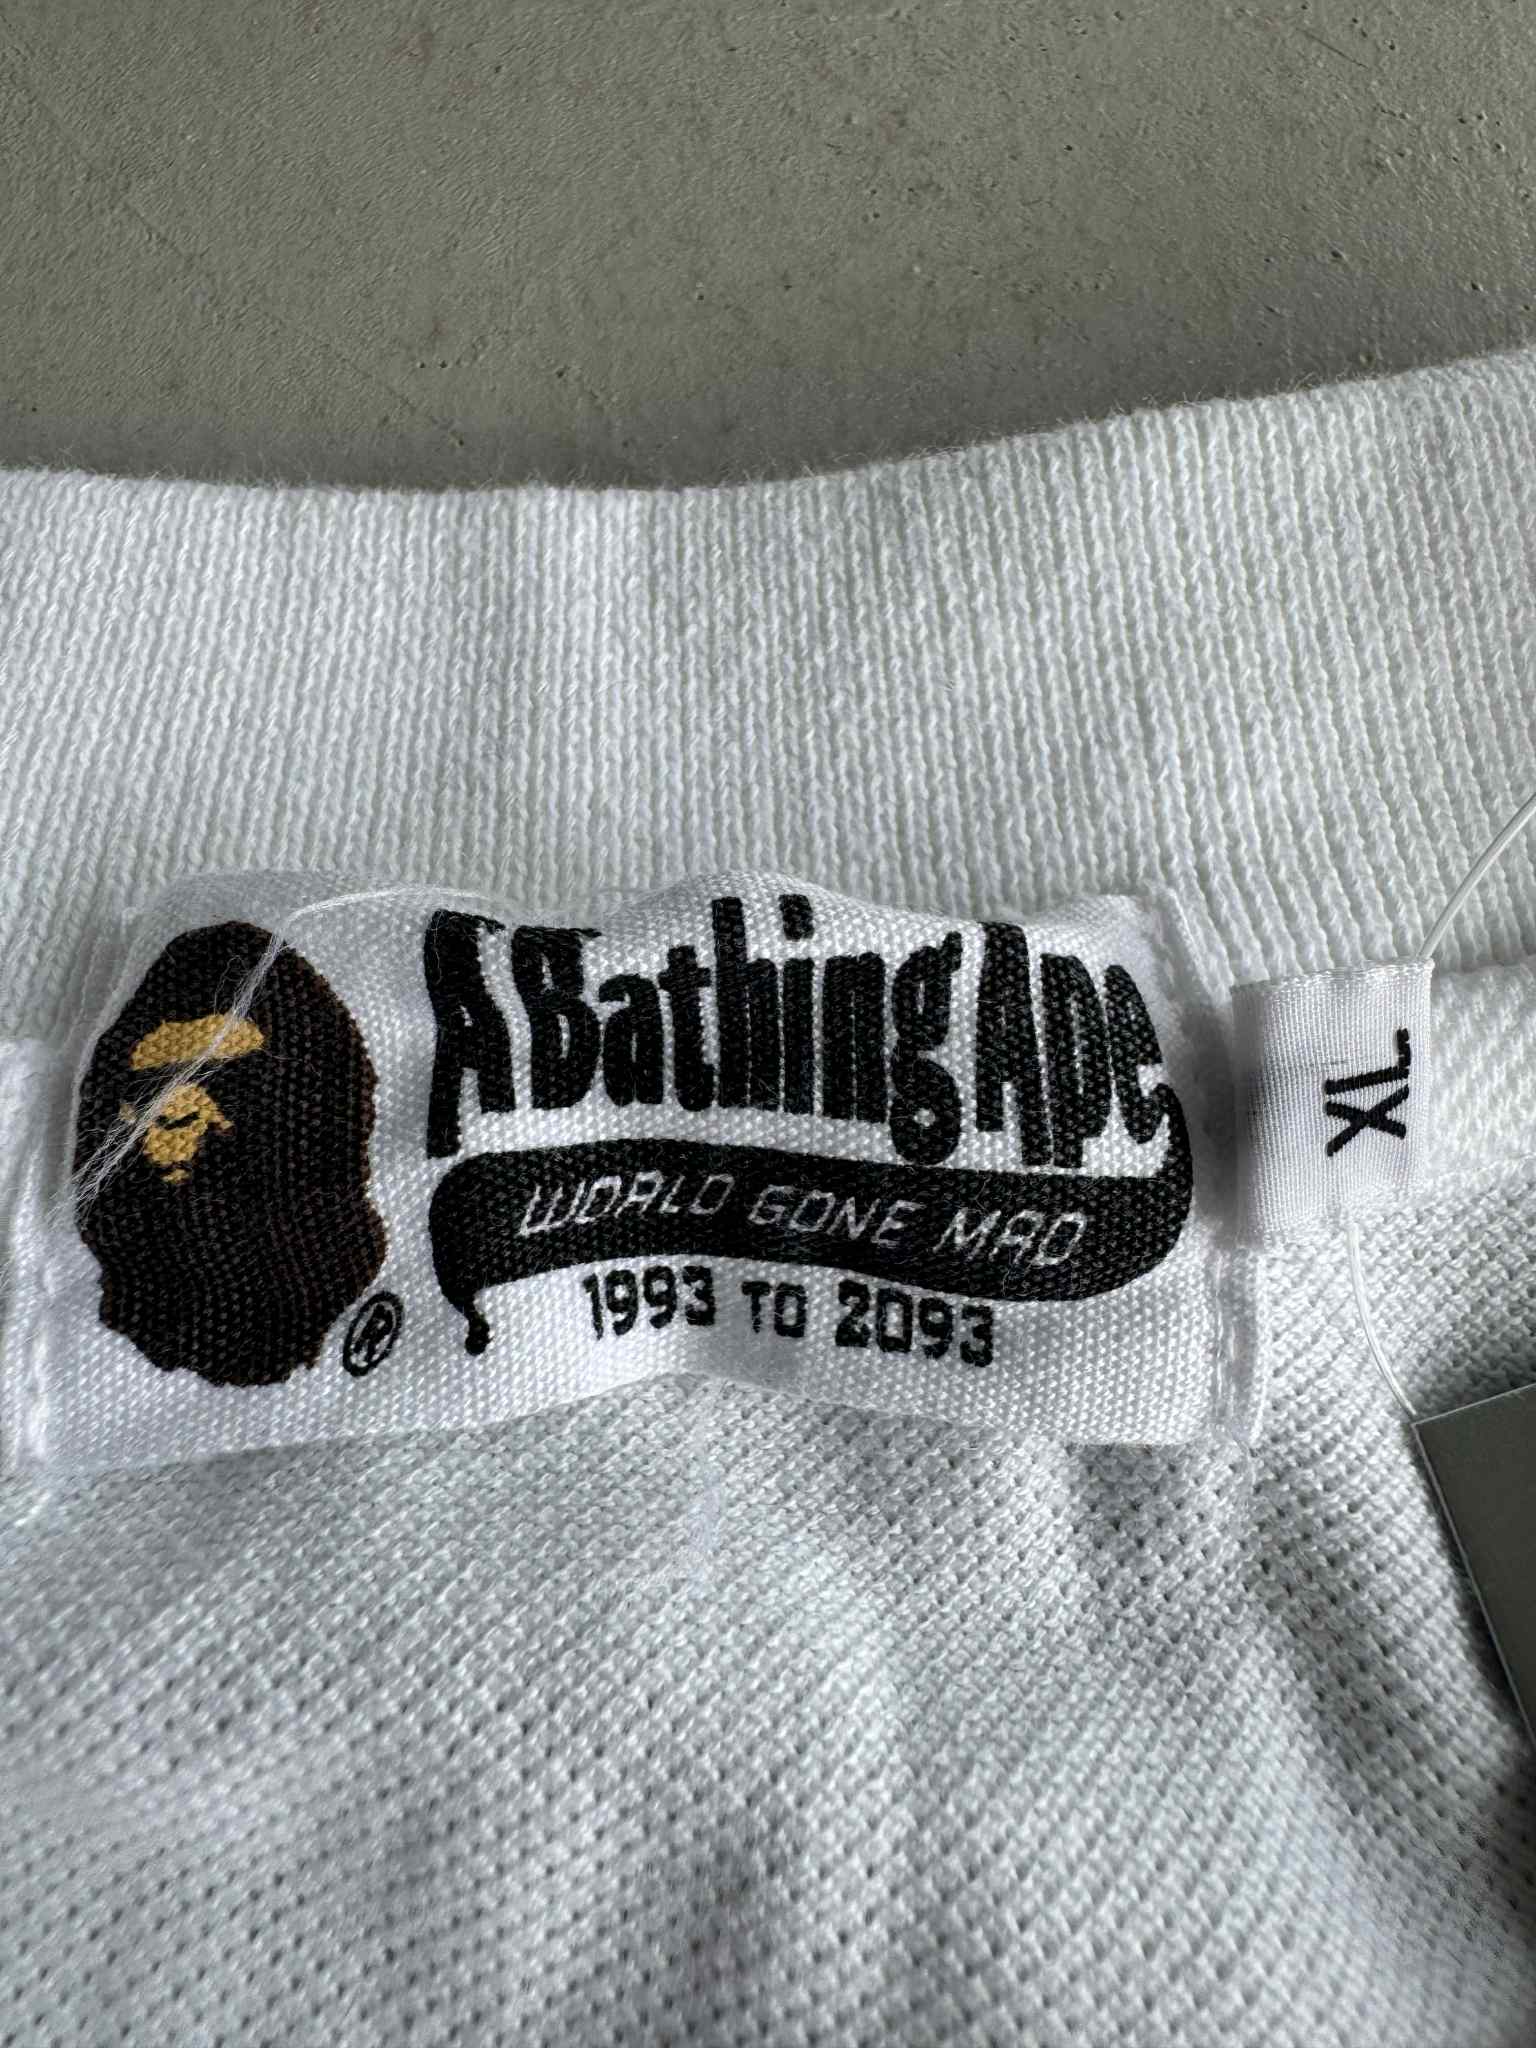 A Bathing Ape
WORLD GONE MAD
1993 TO 2093
®
XL